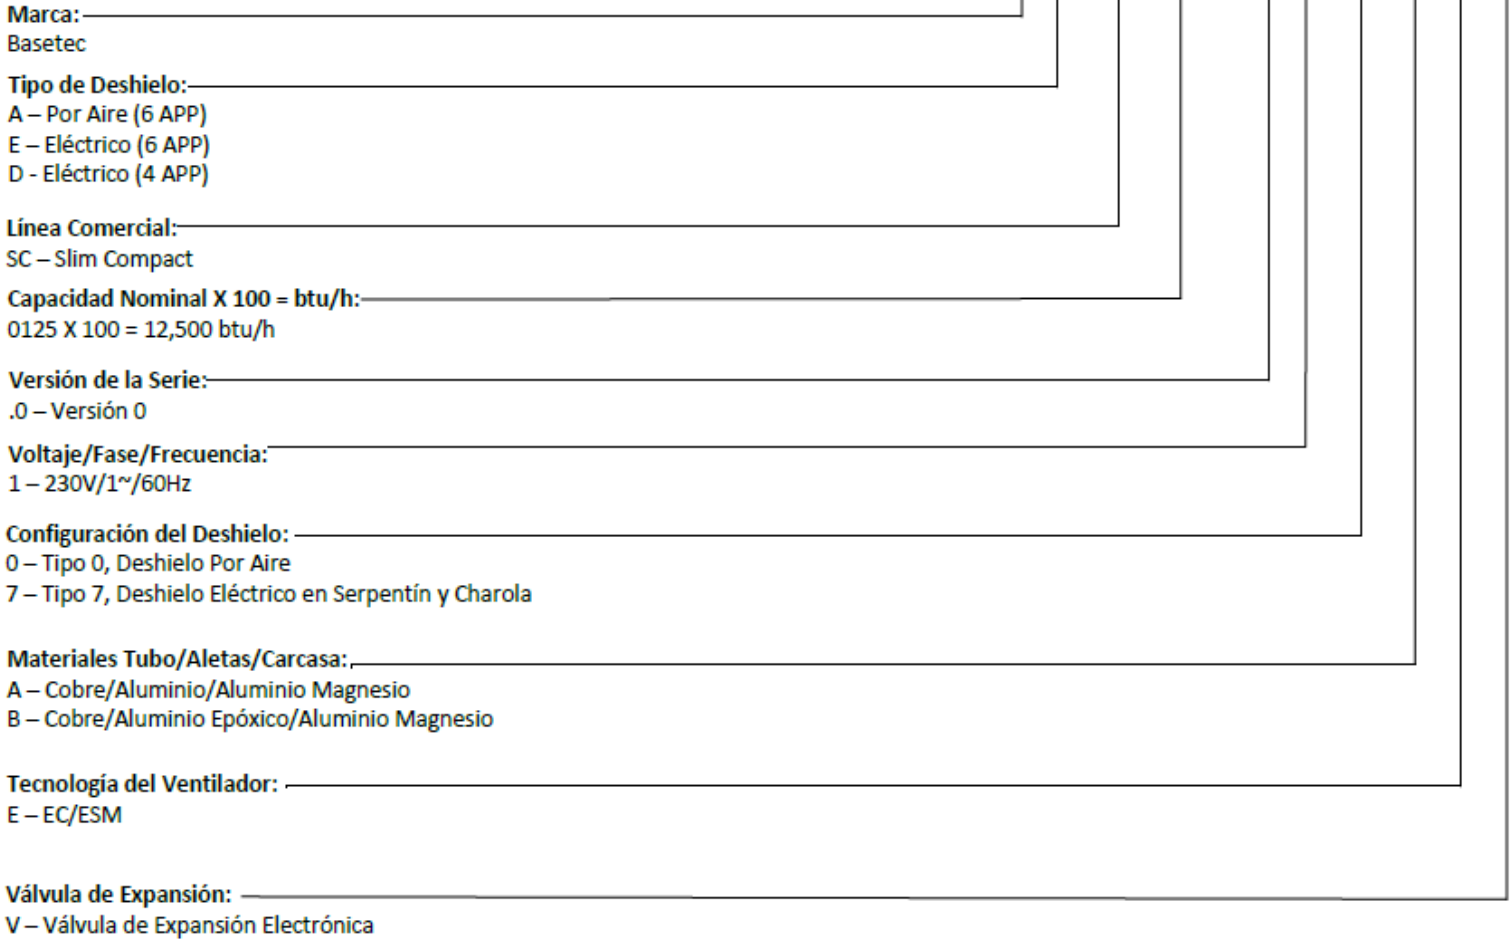 Marca:
Basetec
Tipo de Deshielo:
A – Por Aire (6 APP)
E – Eléctrico (6 APP)
D - Eléctrico (4 APP)
Línea Comercial:
SC – Slim Compact
Capacidad Nominal X 100 = btu/h:
0125 X 100 = 12,500 btu/h
Versión de la Serie:
.0 – Versión 0
Voltaje/Fase/Frecuencia:
1 – 230V/1~/60Hz
Configuración del Deshielo:
0 – Tipo 0, Deshielo Por Aire
7 – Tipo 7, Deshielo Eléctrico en Serpentín y Charola
Materiales Tubo/Aletas/Carcasa:
A – Cobre/Aluminio/Aluminio Magnesio
B – Cobre/Aluminio Epóxico/Aluminio Magnesio
Tecnología del Ventilador:
E – EC/ESM
Válvula de Expansión:
V – Válvula de Expansión Electrónica